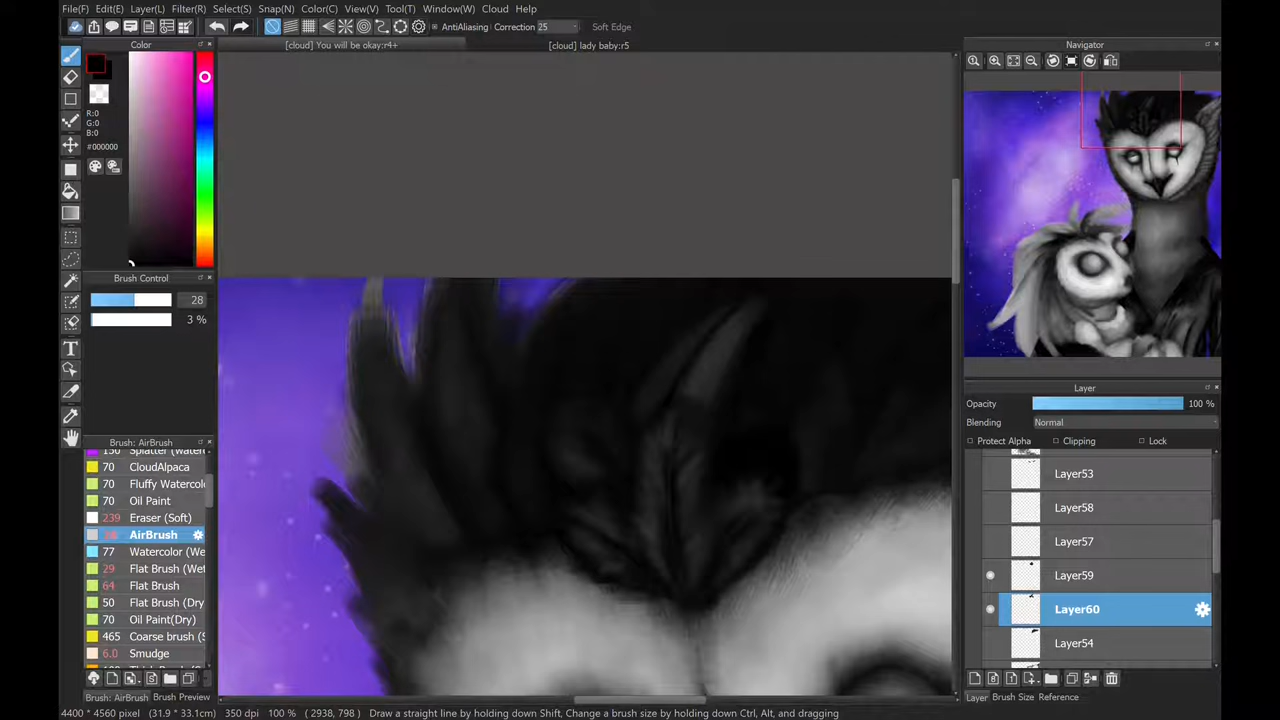 File(F) Edit(E) Layer(L) Filter(R) Select(S) Snap(N) Color(C) View(V) Tool(T) Window(W) Cloud Help
AntiAliasing Correction 25 Soft Edge
Color
[cloud] You will be okay:r4+
[cloud] lady baby:r5
Navigator
R:0
G:0
B:0
#000000
Brush Control
28
3 %
Brush: AirBrush
150 Splatter (Water
70 CloudAlpaca
70 Fluffy Watercolo
70 Oil Paint
239 Eraser (Soft)
AirBrush
77 Watercolor (We
29 Flat Brush (Wet
64 Flat Brush
50 Flat Brush (Dry
70 Oil Paint(Dry)
465 Coarse brush (S
6.0 Smudge
Brush: AirBrush Brush Preview
Layer
Opacity 100 %
Blending Normal
Protect Alpha Clipping Lock
Layer53
Layer58
Layer57
Layer59
Layer60
Layer54
Layer Brush Size Reference
4400 * 4560 pixel (31.9 * 33.1cm) 350 dpi 100 % ( 2938, 798 ) Draw a straight line by holding down Shift, Change a brush size by holding down Ctrl, Alt, and dragging